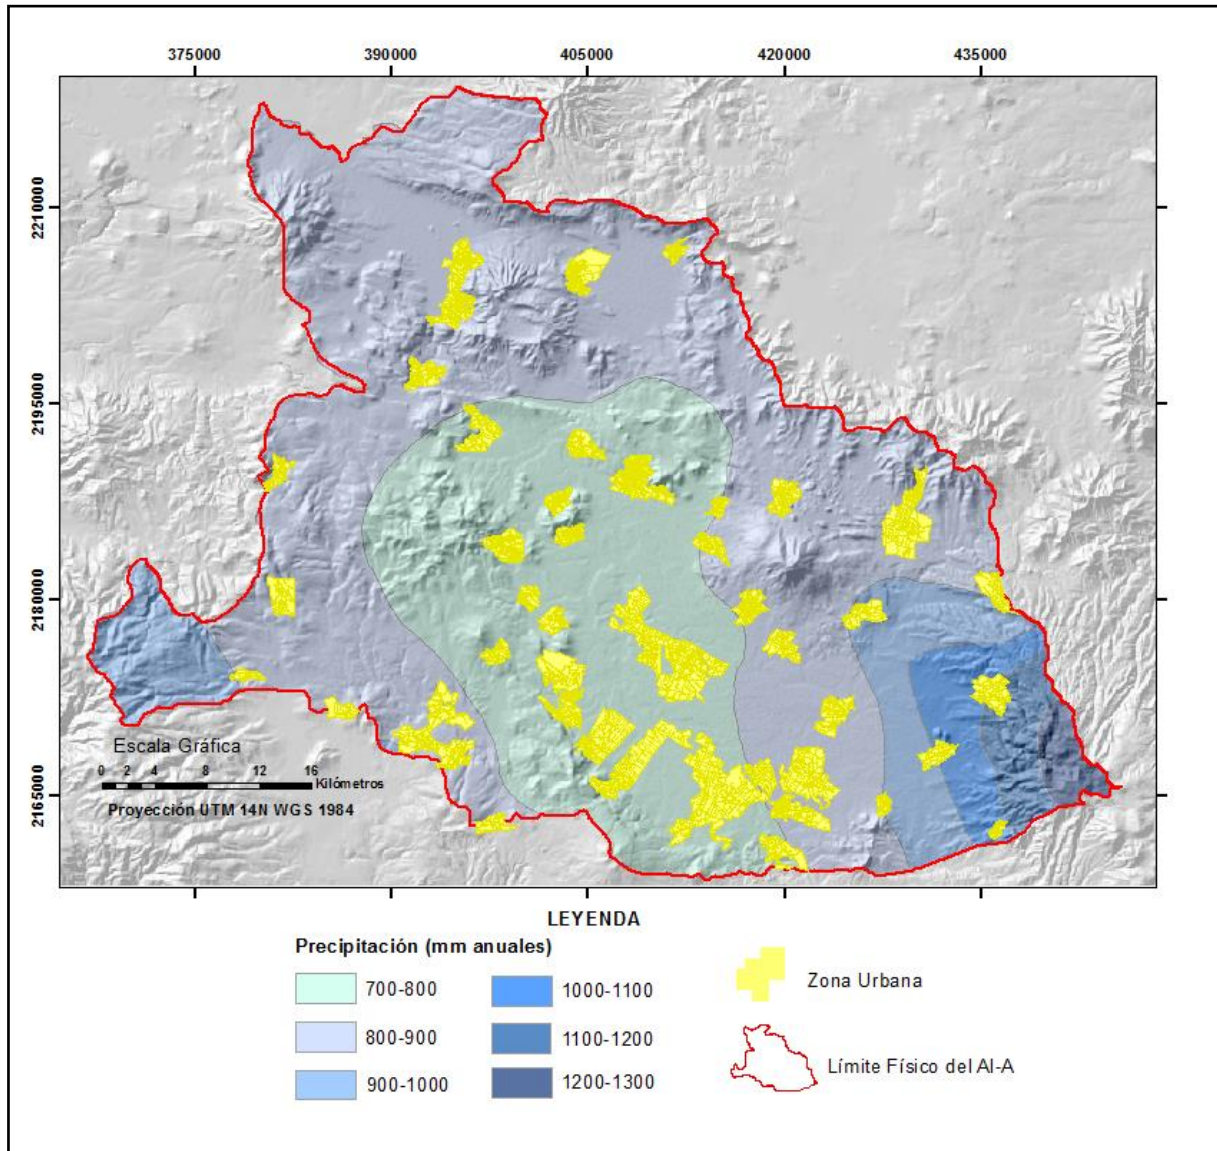 375000 390000 405000 420000 435000
2210000
2195000
2180000
2165000
Escala Gráfica
0 2 4 8 12 16
Kilómetros
Proyección UTM 14N WGS 1984
LEYENDA
Precipitación (mm anuales)
700-800
800-900
900-1000
1000-1100
1100-1200
1200-1300
Zona Urbana
Límite Físico del AI-A